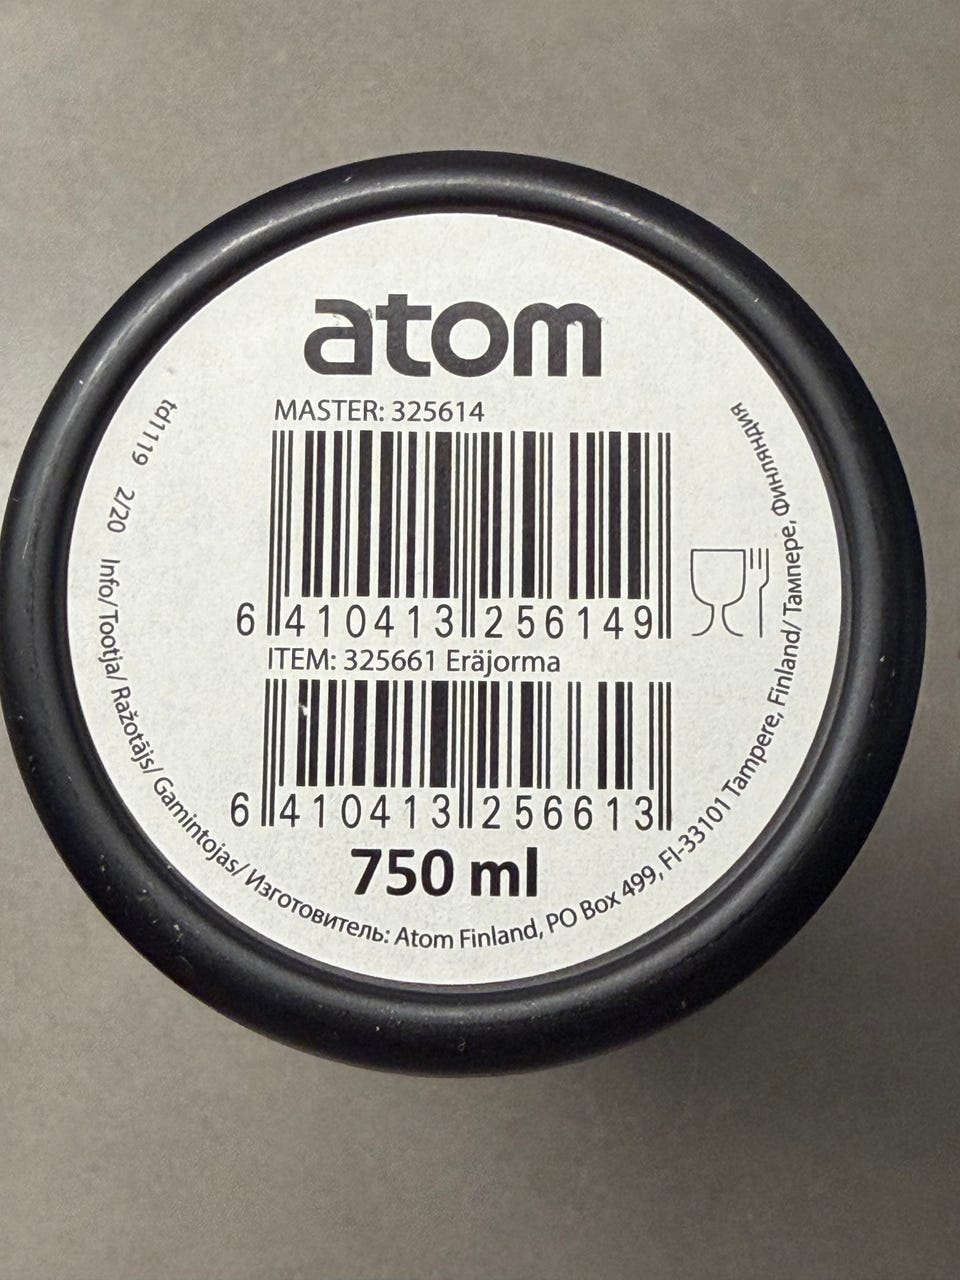 atom
MASTER: 325614
6 410413 256149
ITEM: 325661 Eräjorma
6 410413 256613
750 ml
td1119 2/20 Info/Tootja/ Ražotājs/ Gamintojas/ Изготовитель: Atom Finland, PO Box 499, FI-33101 Tampere, Finland/ Тампере, Финляндия